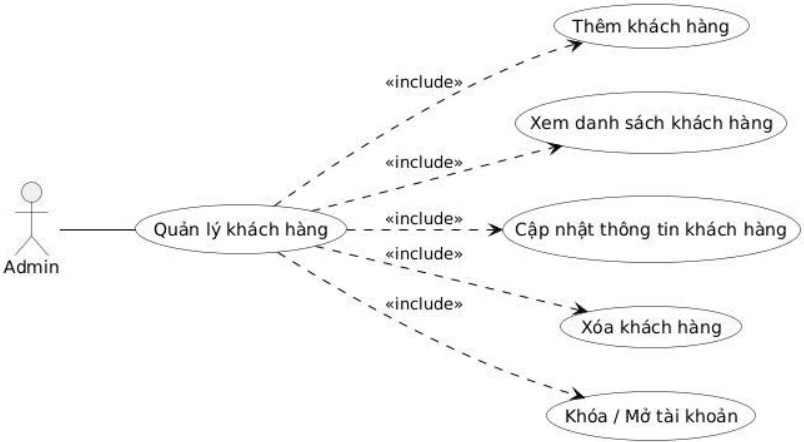 Thêm khách hàng
«include»
Xem danh sách khách hàng
«include»
Quản lý khách hàng
«include»
Cập nhật thông tin khách hàng
«include»
Admin
«include»
Xóa khách hàng
Khóa / Mở tài khoản